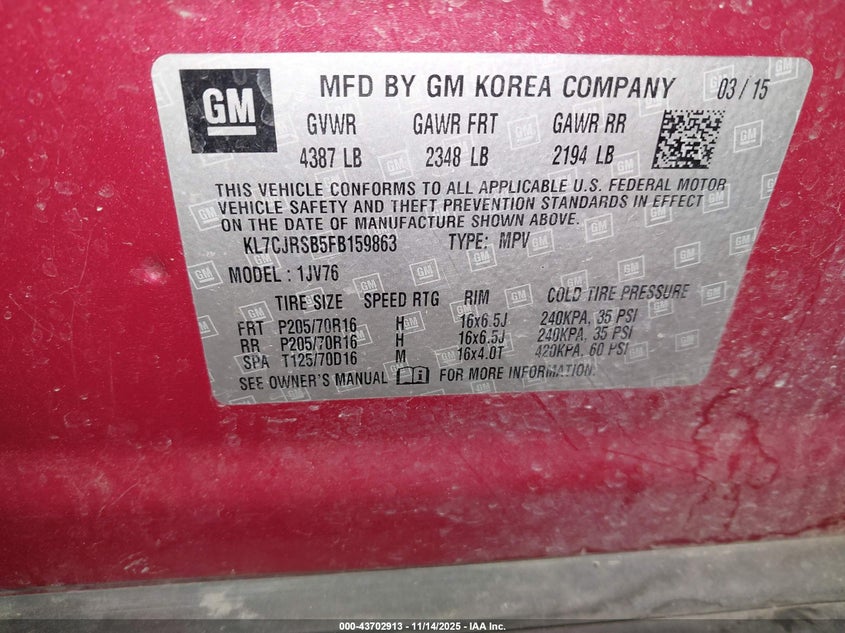 GM
MFD BY GM KOREA COMPANY 03/15
GVWR GAWR FRT GAWR RR
4387 LB 2348 LB 2194 LB
THIS VEHICLE CONFORMS TO ALL APPLICABLE U.S. FEDERAL MOTOR
VEHICLE SAFETY AND THEFT PREVENTION STANDARDS IN EFFECT
ON THE DATE OF MANUFACTURE SHOWN ABOVE.
KL7CJRSB5FB159863 TYPE: MPV
MODEL : 1JV76
TIRE SIZE SPEED RTG RIM COLD TIRE PRESSURE
FRT P205/70R16 H 16x6.5J 240KPA, 35 PSI
RR P205/70R16 H 16x6.5J 240KPA, 35 PSI
SPA T125/70D16 M 16x4.0T 420KPA, 60 PSI
SEE OWNER'S MANUAL FOR MORE INFORMATION.
000-43702913 - 11/14/2025 - IAA Inc.